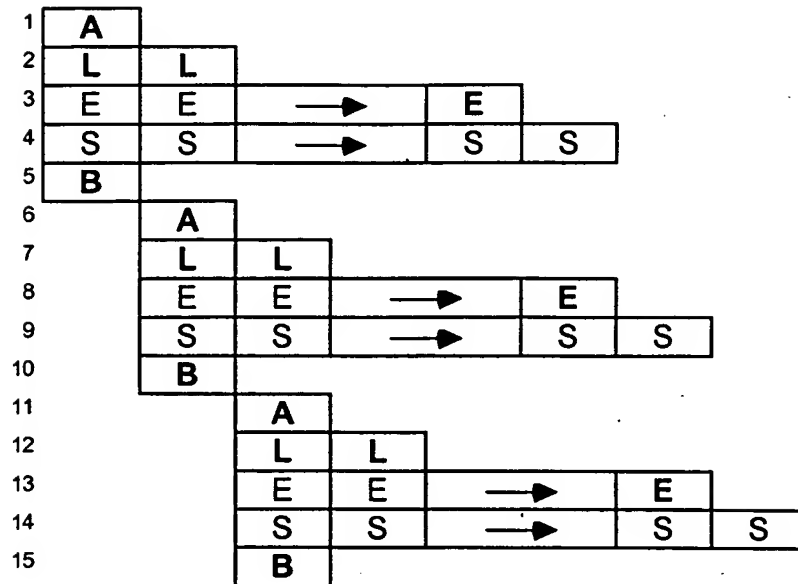 1 A
2 L L
3 E E → E
4 S S → S S
5 B
6 A
7 L L
8 E E → E
9 S S → S S
10 B
11 A
12 L L
13 E E → E
14 S S → S S
15 B